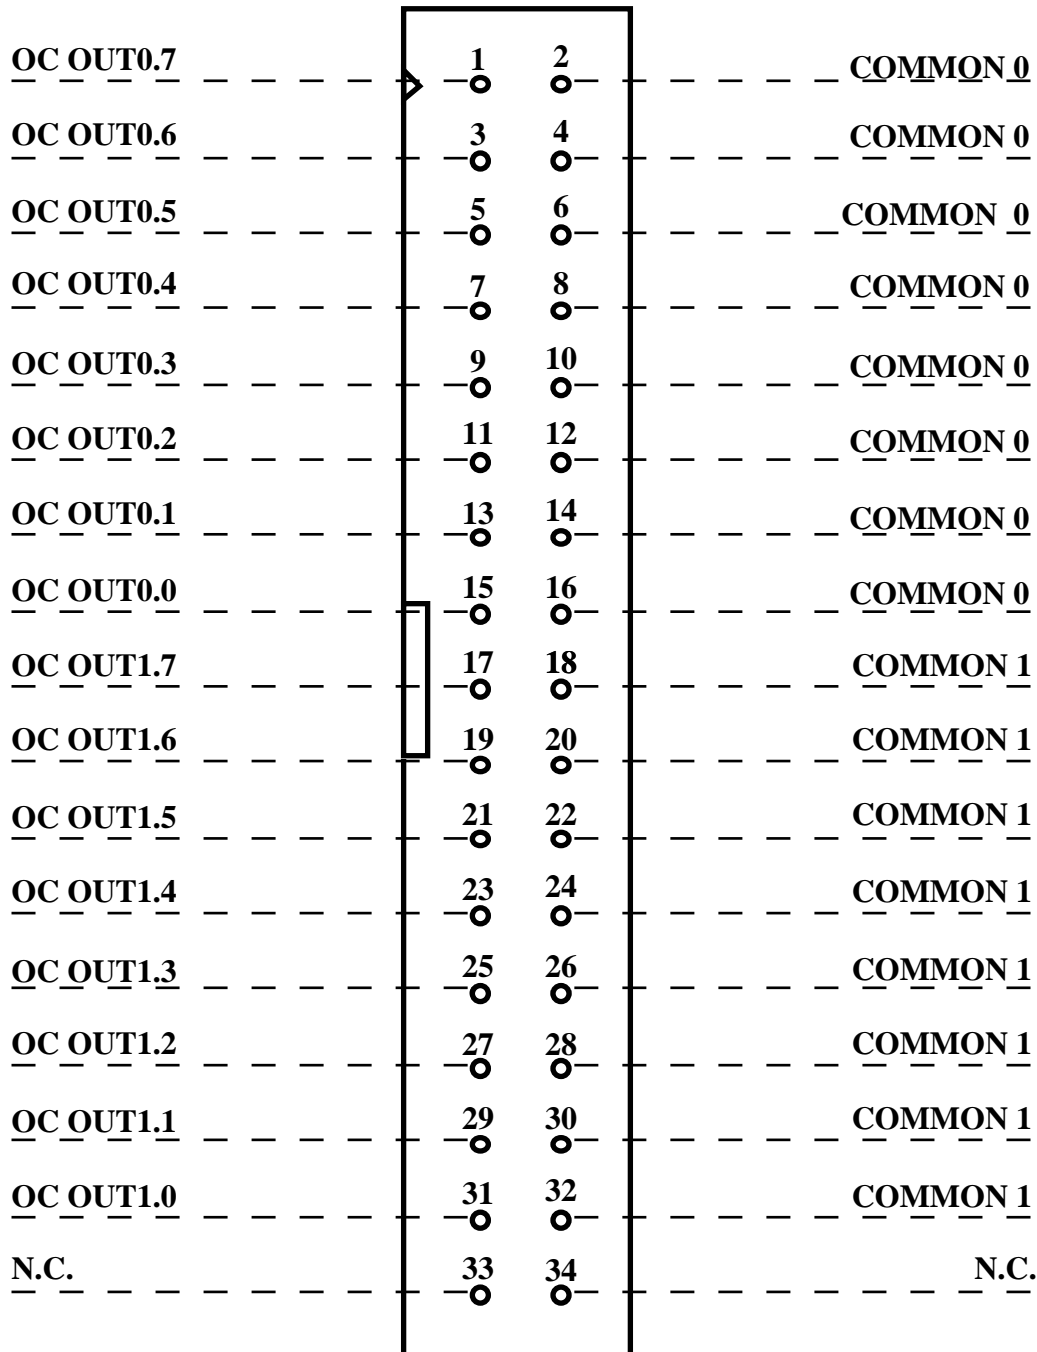 OC OUT0.7 1 2 COMMON 0
OC OUT0.6 3 4 COMMON 0
OC OUT0.5 5 6 COMMON 0
OC OUT0.4 7 8 COMMON 0
OC OUT0.3 9 10 COMMON 0
OC OUT0.2 11 12 COMMON 0
OC OUT0.1 13 14 COMMON 0
OC OUT0.0 15 16 COMMON 0
OC OUT1.7 17 18 COMMON 1
OC OUT1.6 19 20 COMMON 1
OC OUT1.5 21 22 COMMON 1
OC OUT1.4 23 24 COMMON 1
OC OUT1.3 25 26 COMMON 1
OC OUT1.2 27 28 COMMON 1
OC OUT1.1 29 30 COMMON 1
OC OUT1.0 31 32 COMMON 1
N.C. 33 34 N.C.